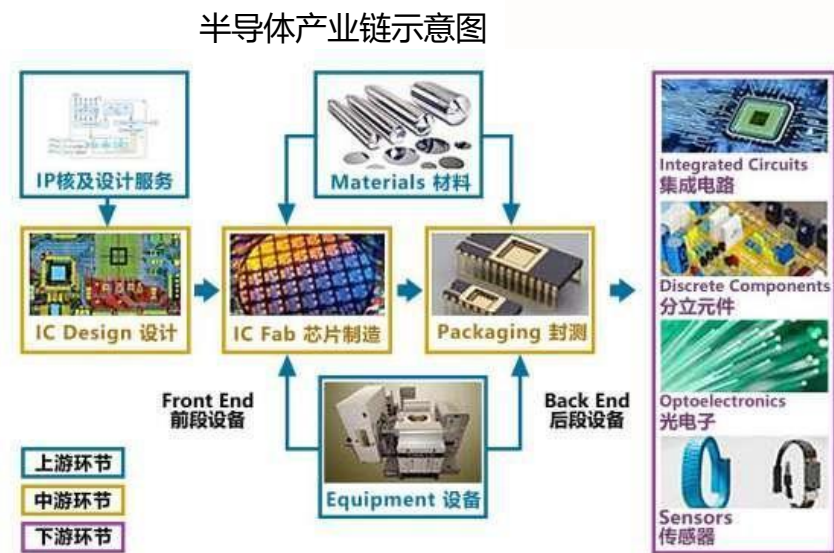 半导体产业链示意图
IP核及设计服务
Materials 材料
IC Design 设计
IC Fab 芯片制造
Packaging 封测
Front End
前段设备
Back End
后段设备
Equipment 设备
上游环节
中游环节
下游环节
Integrated Circuits
集成电路
Discrete Components
分立元件
Optoelectronics
光电子
Sensors
传感器